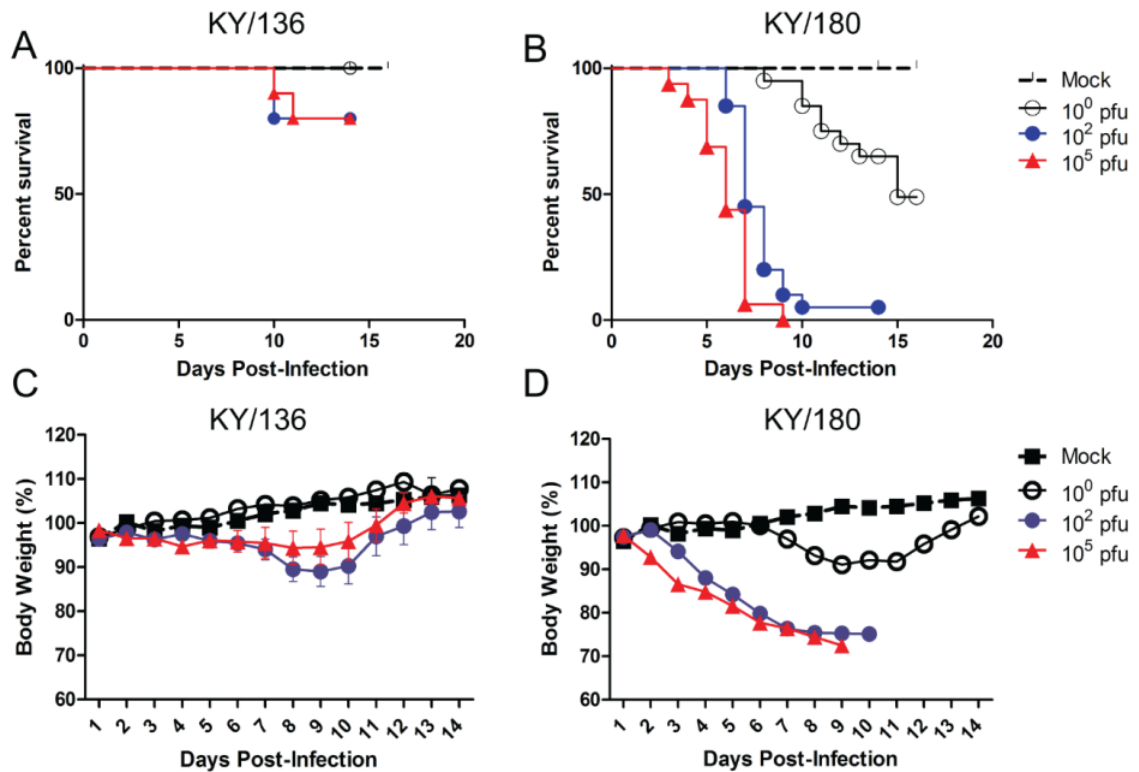 A
KY/136
Percent survival
100
50
0
0
5
10
15
20
Days Post-Infection
B
KY/180
Percent survival
100
50
0
0
5
10
15
20
Days Post-Infection
Mock
10⁰ pfu
10² pfu
10⁵ pfu
C
KY/136
Body Weight (%)
120
110
100
90
80
70
60
1
2
3
4
5
6
7
8
9
10
11
12
13
14
Days Post-Infection
D
KY/180
Body Weight (%)
120
110
100
90
80
70
60
1
2
3
4
5
6
7
8
9
10
11
12
13
14
Days Post-Infection
Mock
10⁰ pfu
10² pfu
10⁵ pfu